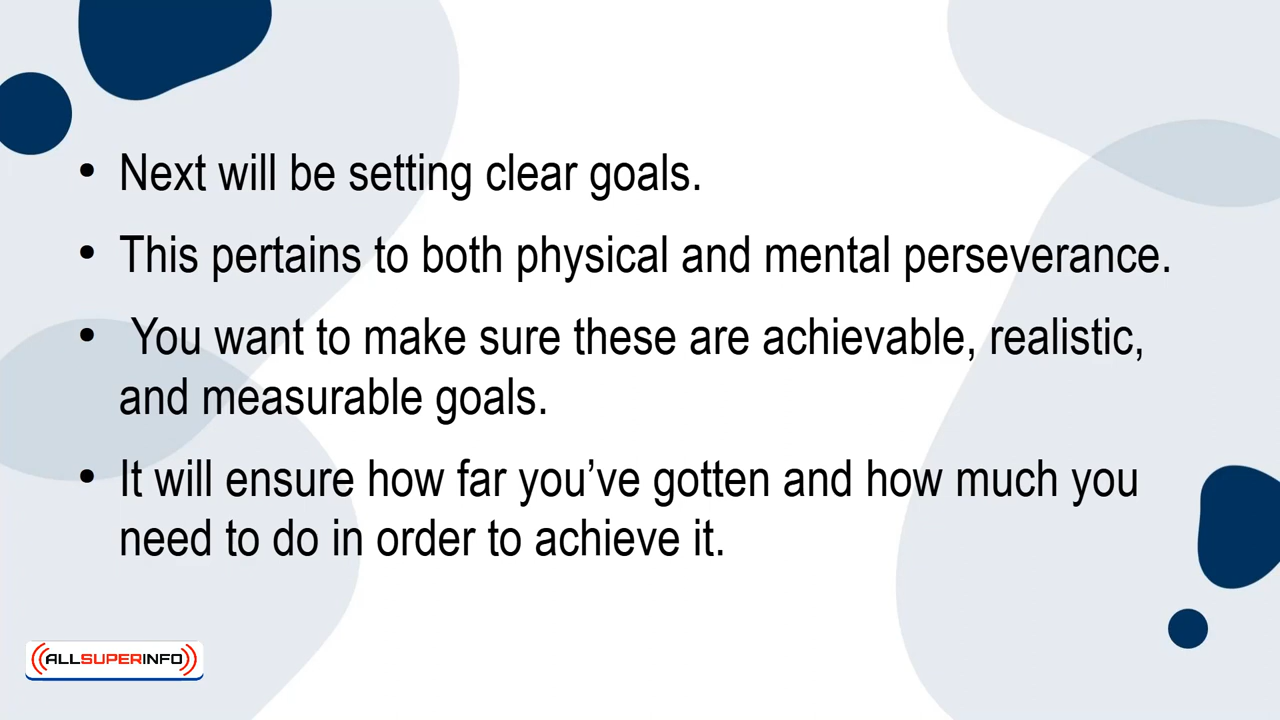 • Next will be setting clear goals.
• This pertains to both physical and mental perseverance.
• You want to make sure these are achievable, realistic,
and measurable goals.
• It will ensure how far you’ve gotten and how much you
need to do in order to achieve it.
ALLSUPERINFO